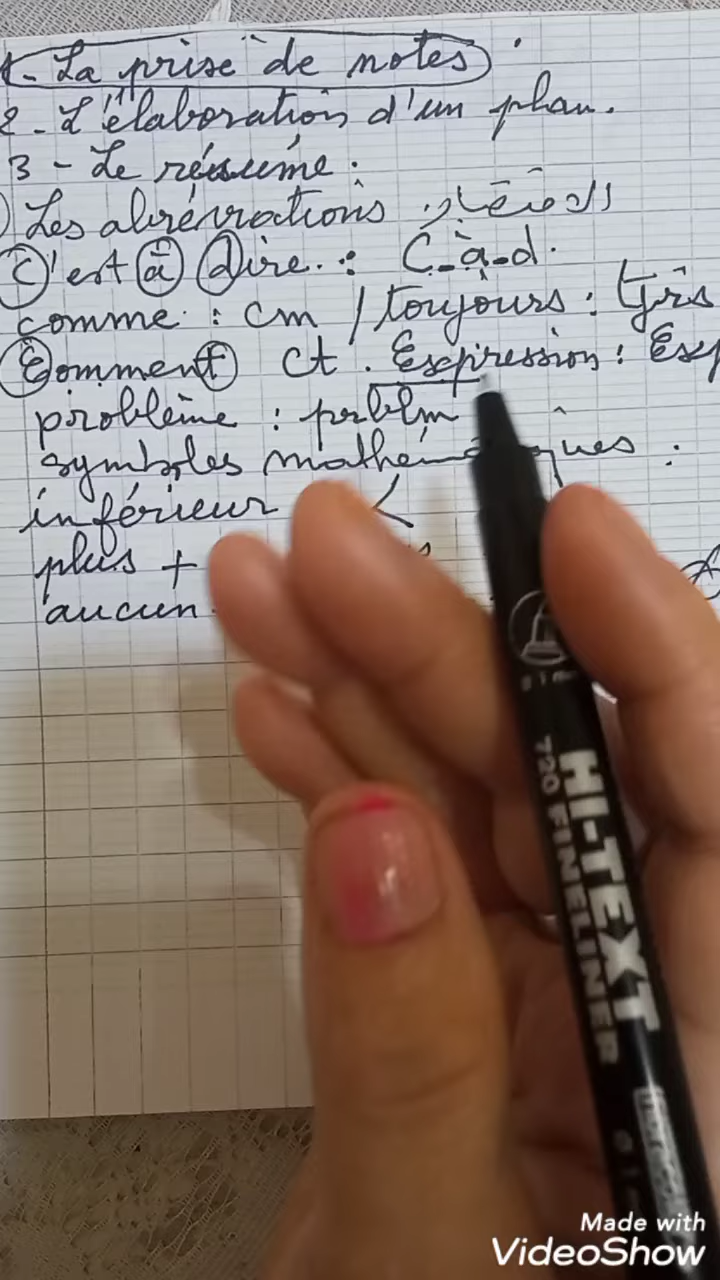 1- La prise de notes.
2- L'élaboration d'un plan.
3 - Le résumé :
Les abréviations :
C'est à dire : C-à-d.
comme : cm / toujours : tjrs
Comment ct. Expression : Exp
problème : prblm
symboles mathématiques :
inférieur <
plus +
aucun
HI-TEXT
720 FINELINER
Made with
VideoShow